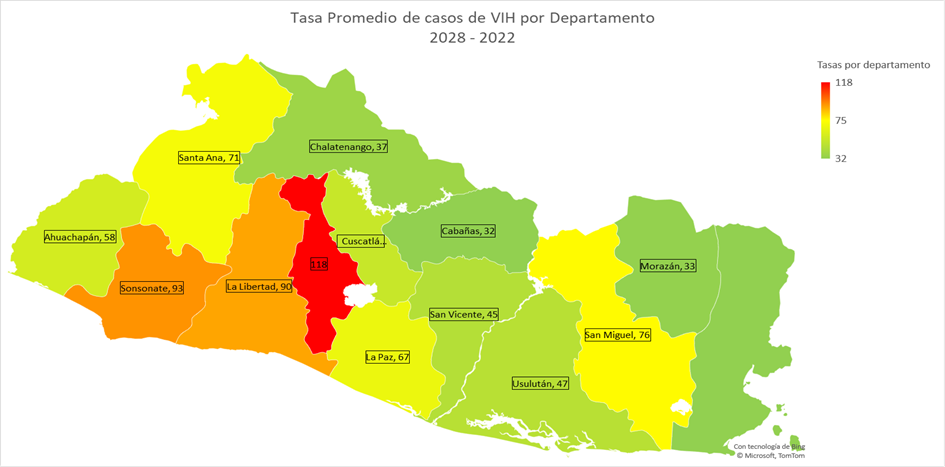 Tasa Promedio de casos de VIH por Departamento
2028 - 2022
Tasas por departamento
118
75
32
Chalatenango, 37
Santa Ana, 71
Ahuachapán, 58
Cuscatlá...
Cabañas, 32
118
Morazán, 33
Sonsonate, 93
La Libertad, 90
San Vicente, 45
San Miguel, 76
La Paz, 67
Usulután, 47
Con tecnología de Bing
© Microsoft, TomTom